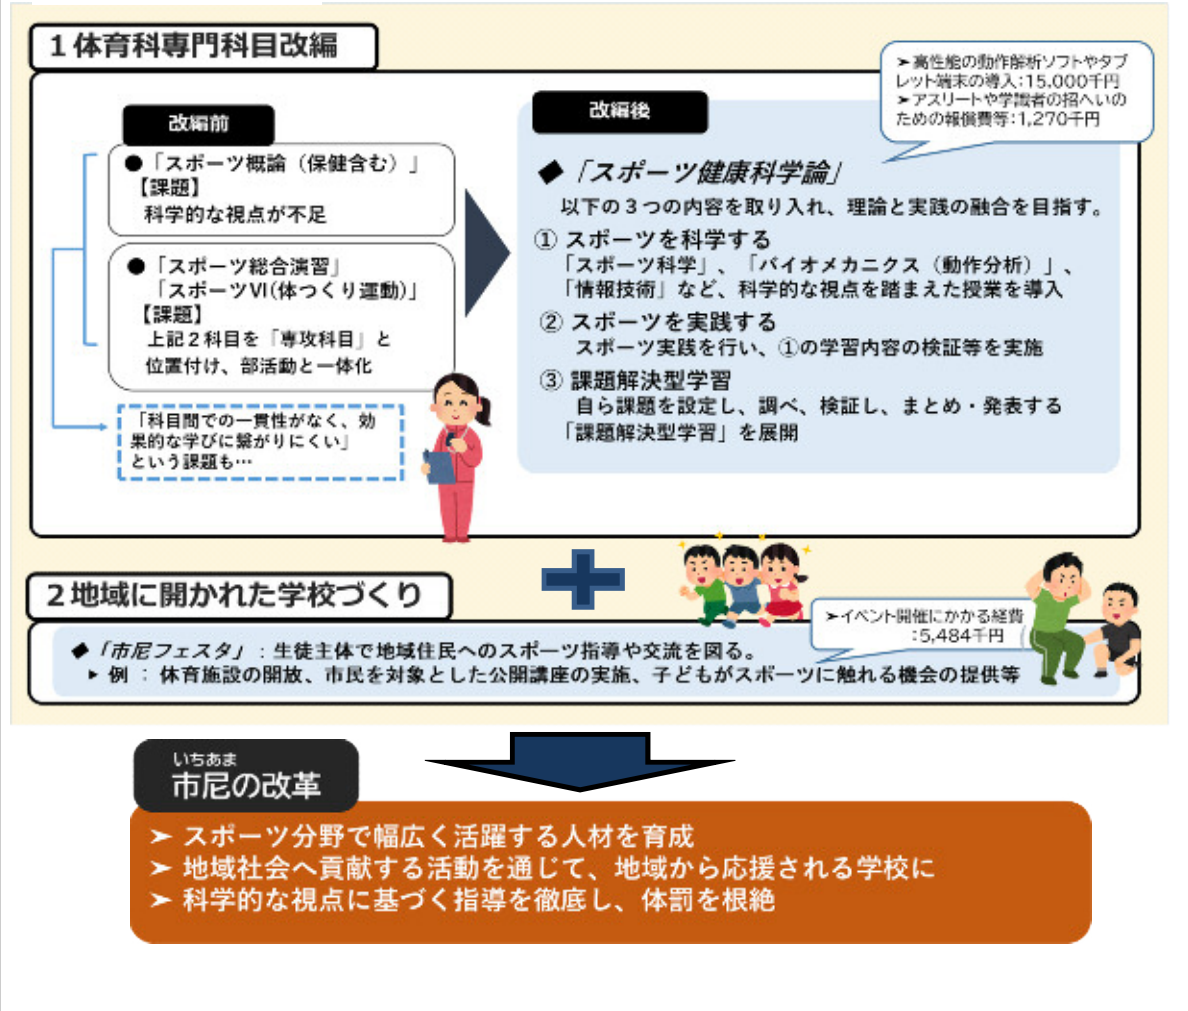 １体育科専門科目改編
➤高性能の動作解析ソフトやタブ
レット端末の導入：15,000千円
➤アスリートや学識者の招へいの
ための報償費等：1,270千円
改編前
●「スポーツ概論（保健含む）」
【課題】
科学的な視点が不足
●「スポーツ総合演習」
「スポーツⅥ(体つくり運動)」
【課題】
上記２科目を「専攻科目」と
位置付け、部活動と一体化
「科目間での一貫性がなく、効
果的な学びに繋がりにくい」
という課題も…
改編後
◆「スポーツ健康科学論」
以下の３つの内容を取り入れ、理論と実践の融合を目指す。
① スポーツを科学する
「スポーツ科学」、「バイオメカニクス（動作分析）」、
「情報技術」など、科学的な視点を踏まえた授業を導入
② スポーツを実践する
スポーツ実践を行い、①の学習内容の検証等を実施
③ 課題解決型学習
自ら課題を設定し、調べ、検証し、まとめ・発表する
「課題解決型学習」を展開
２地域に開かれた学校づくり
➤イベント開催にかかる経費
：5,484千円
◆「市尼フェスタ」：生徒主体で地域住民へのスポーツ指導や交流を図る。
▶ 例 ： 体育施設の開放、市民を対象とした公開講座の実施、子どもがスポーツに触れる機会の提供等
いちあま
市尼の改革
➤ スポーツ分野で幅広く活躍する人材を育成
➤ 地域社会へ貢献する活動を通じて、地域から応援される学校に
➤ 科学的な視点に基づく指導を徹底し、体罰を根絶